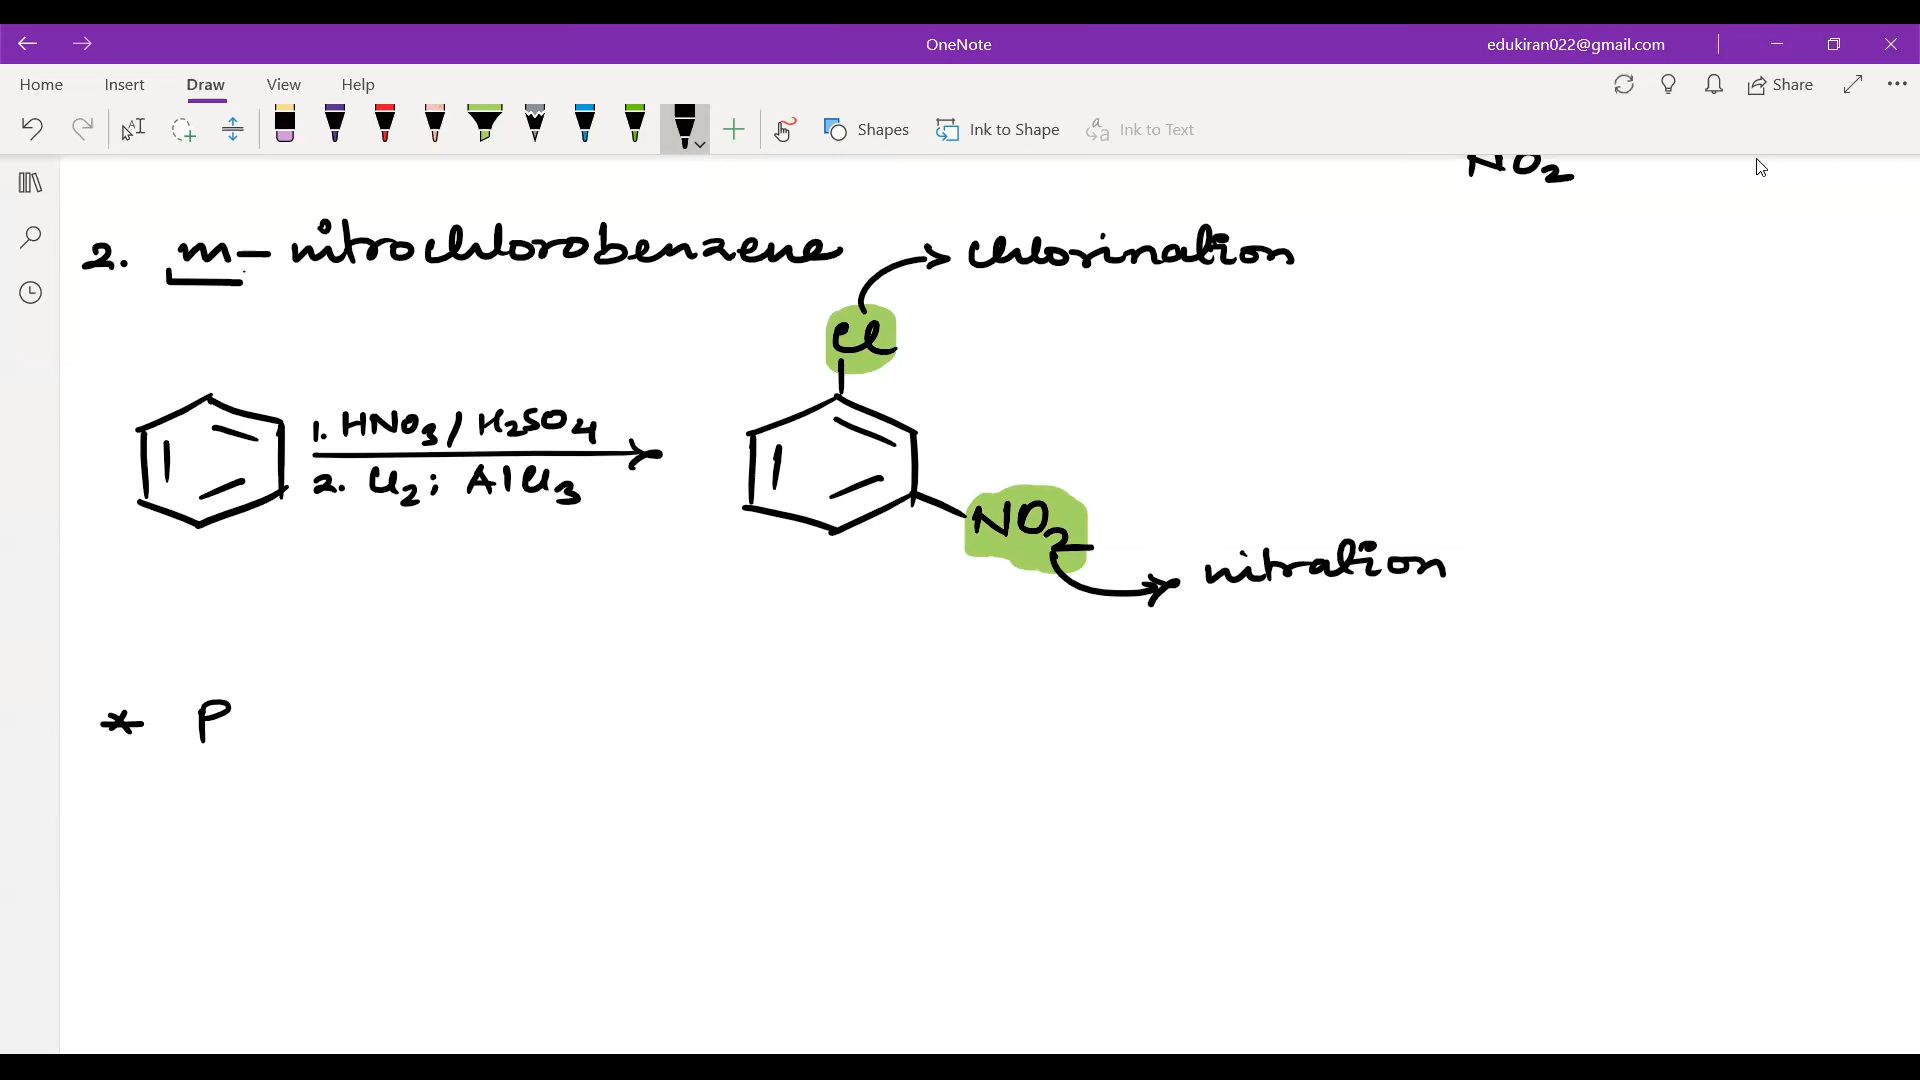 OneNote
edukiran022@gmail.com
Home Insert Draw View Help
Share
Shapes Ink to Shape Ink to Text
NO2
2. m- nitrochlorobenzene → chlorination
Cl
1. HNO3 / H2SO4
2. Cl2; AlCl3
NO2
nitration
* P